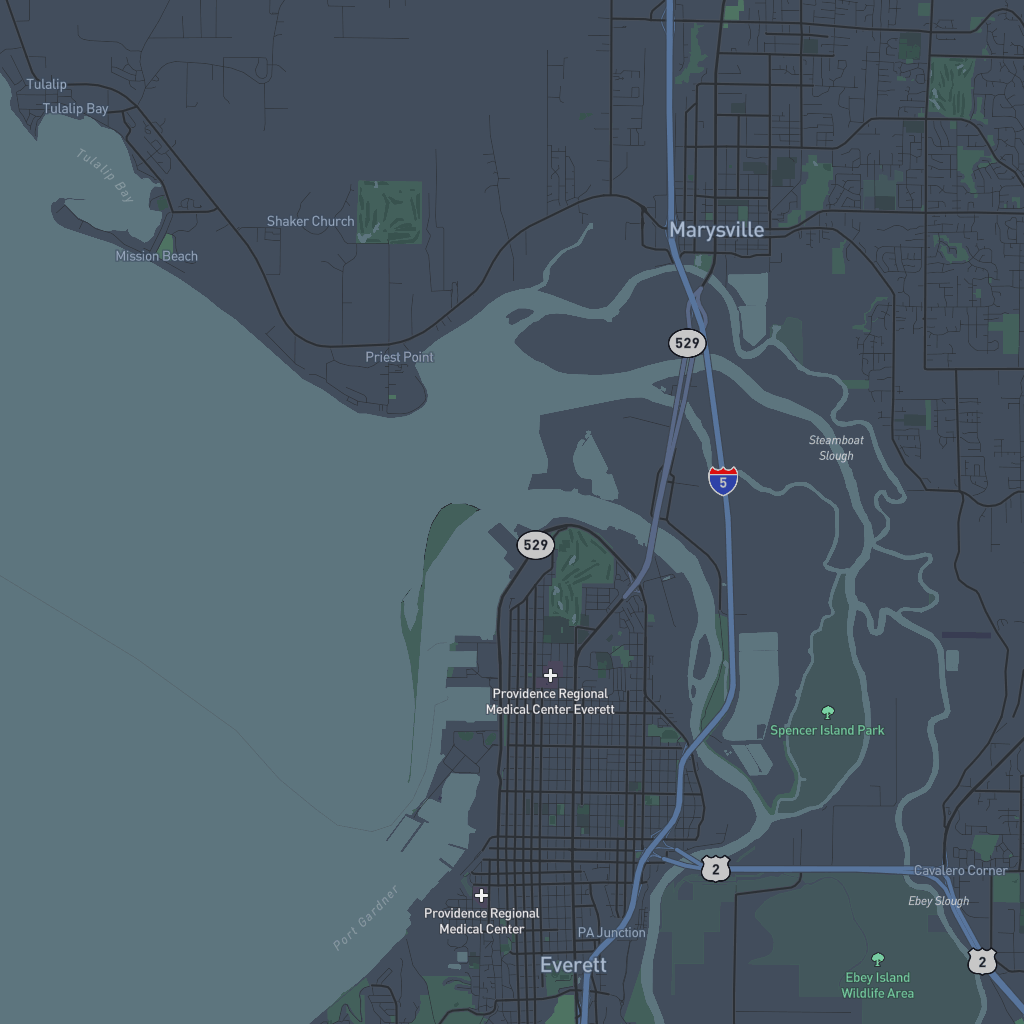 Tulalip
Tulalip Bay
Tulalip Bay
Shaker Church
Mission Beach
Marysville
529
Priest Point
Steamboat
Slough
5
529
Providence Regional
Medical Center Everett
Spencer Island Park
2
Cavalero Corner
Ebey Slough
Providence Regional
Medical Center
Port Gardner
PA Junction
Everett
2
Ebey Island
Wildlife Area